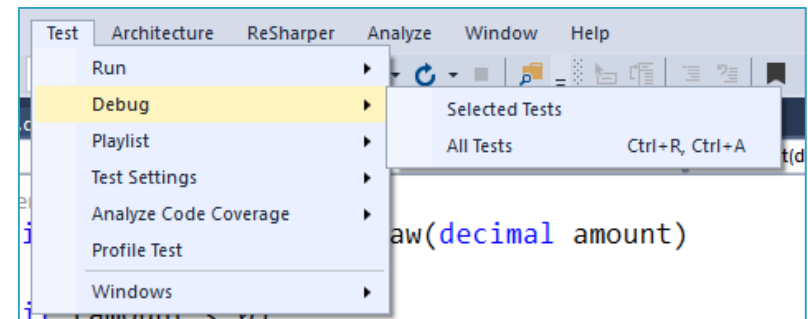 Test Architecture ReSharper Analyze Window Help
Run
Debug
Selected Tests
Playlist
All Tests Ctrl+R, Ctrl+A
t(d
Test Settings
Analyze Code Coverage
aw(decimal amount)
Profile Test
Windows